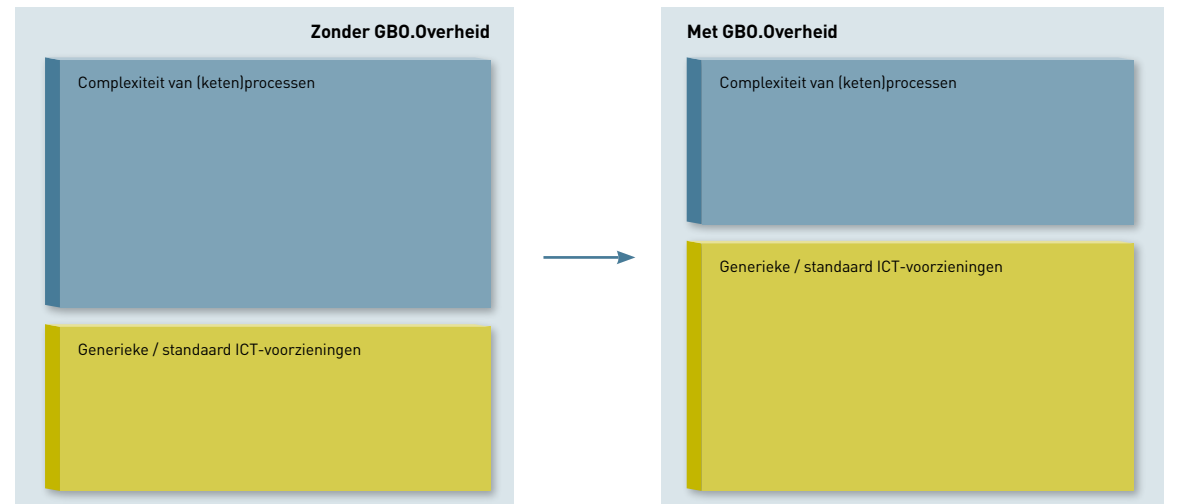 Zonder GBO.Overheid
Complexiteit van (keten)processen
Generieke / standaard ICT-voorzieningen
Met GBO.Overheid
Complexiteit van (keten)processen
Generieke / standaard ICT-voorzieningen